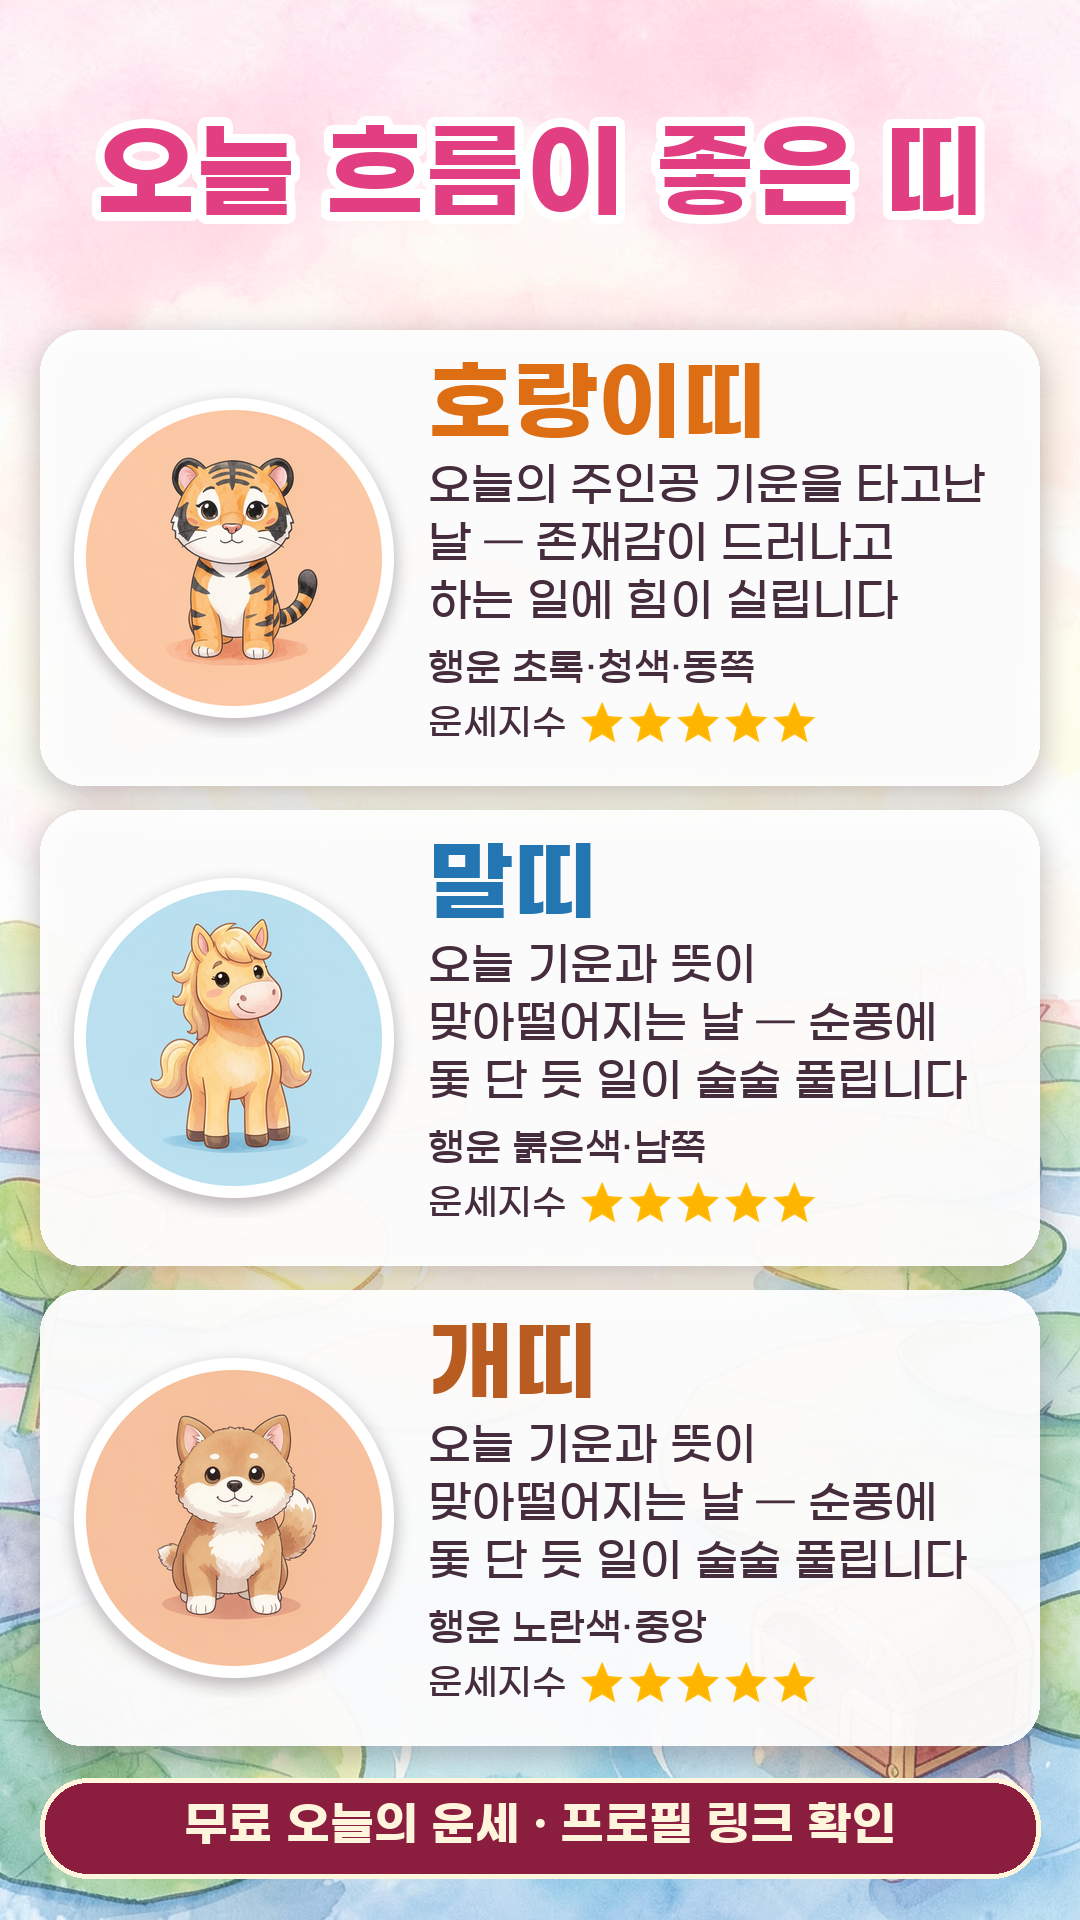 오늘 흐름이 좋은 띠
호랑이띠
오늘의 주인공 기운을 타고난
날 — 존재감이 드러나고
하는 일에 힘이 실립니다
행운 초록·청색·동쪽
운세지수 ★★★★★
말띠
오늘 기운과 뜻이
맞아떨어지는 날 — 순풍에
돛 단 듯 일이 술술 풀립니다
행운 붉은색·남쪽
운세지수 ★★★★★
개띠
오늘 기운과 뜻이
맞아떨어지는 날 — 순풍에
돛 단 듯 일이 술술 풀립니다
행운 노란색·중앙
운세지수 ★★★★★
무료 오늘의 운세 · 프로필 링크 확인